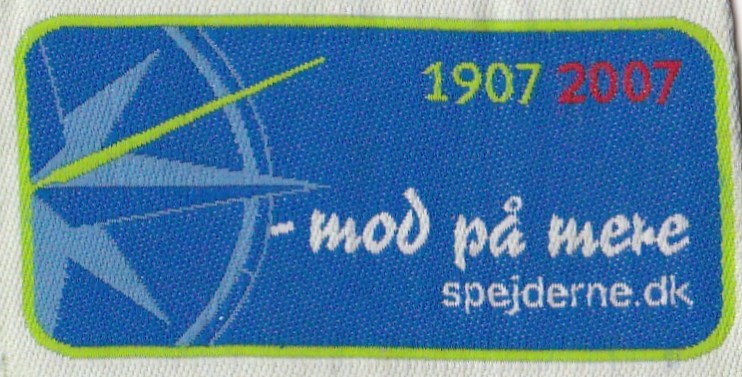 1907 2007
- mod på mere
spejderne.dk